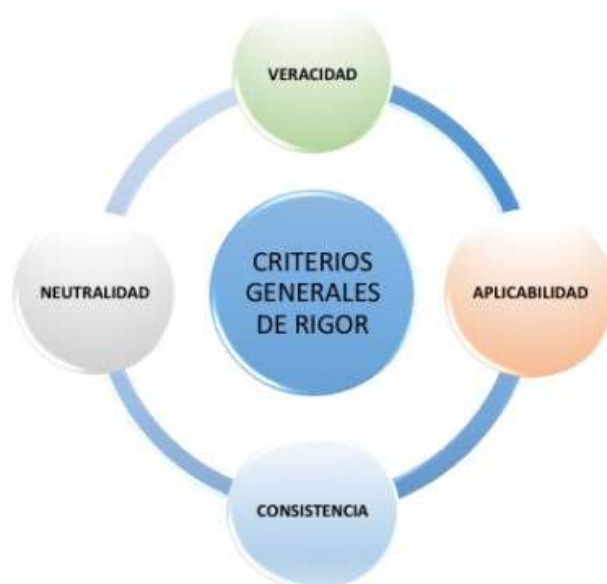 VERACIDAD
NEUTRALIDAD
CRITERIOS
GENERALES
DE RIGOR
APLICABILIDAD
CONSISTENCIA